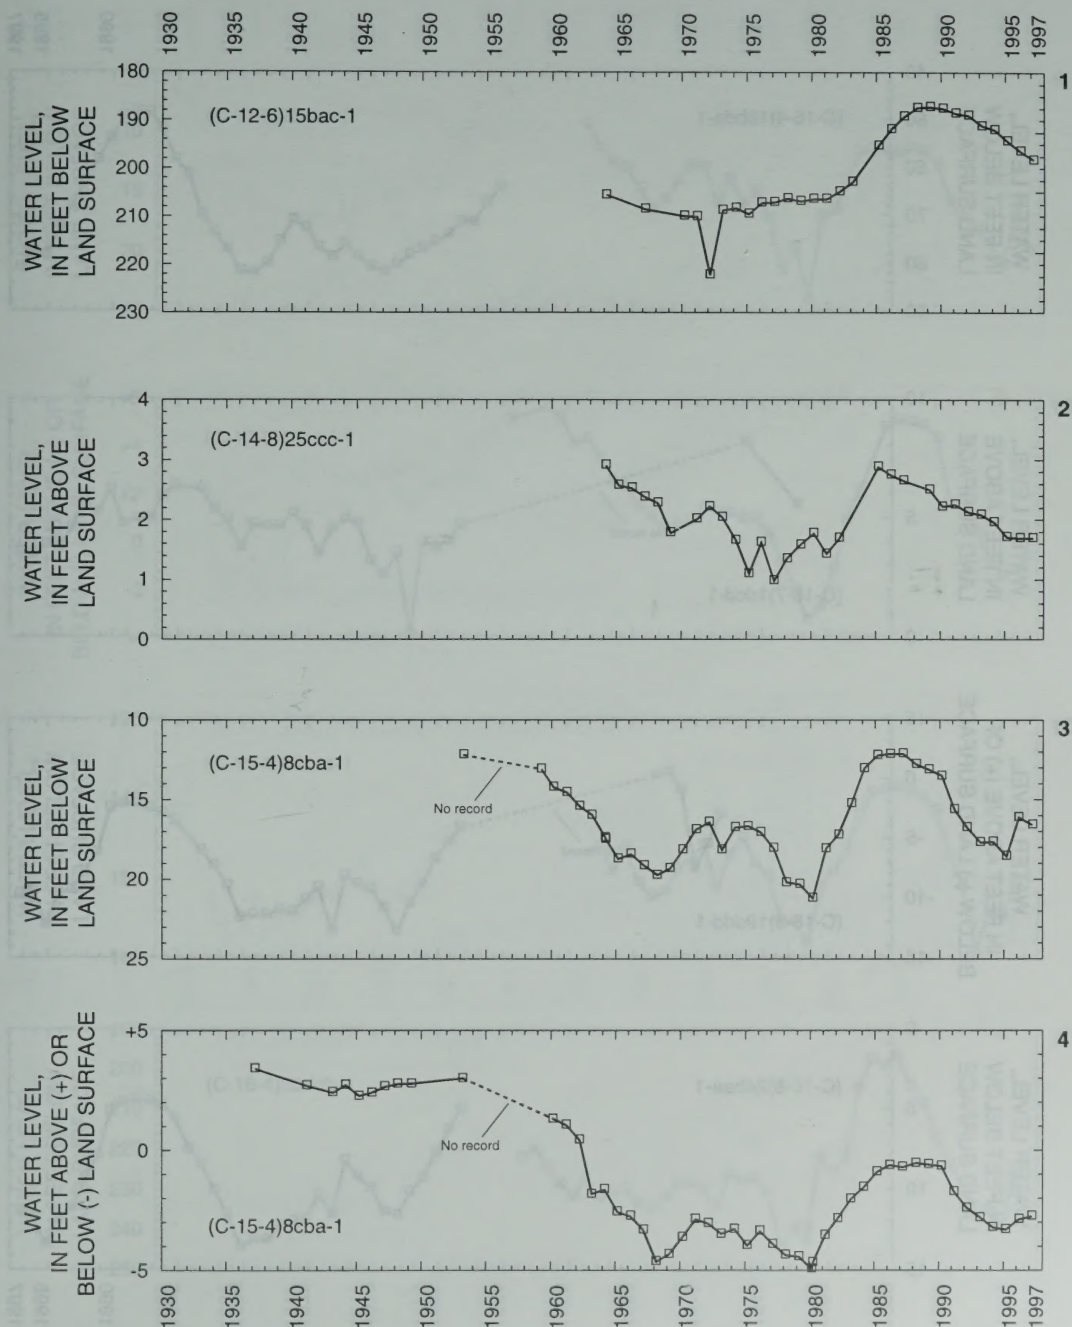 1930 1935 1940 1945 1950 1955 1960 1965 1970 1975 1980 1985 1990 1995 1997
1
WATER LEVEL,
IN FEET BELOW
LAND SURFACE
180
190
200
210
220
230
(C-12-6)15bac-1
2
WATER LEVEL,
IN FEET ABOVE
LAND SURFACE
4
3
2
1
0
(C-14-8)25ccc-1
3
WATER LEVEL,
IN FEET BELOW
LAND SURFACE
10
15
20
25
(C-15-4)8cba-1
No record
4
WATER LEVEL,
IN FEET ABOVE (+) OR
BELOW (-) LAND SURFACE
+5
0
-5
No record
(C-15-4)8cba-1
1930 1935 1940 1945 1950 1955 1960 1965 1970 1975 1980 1985 1990 1995 1997